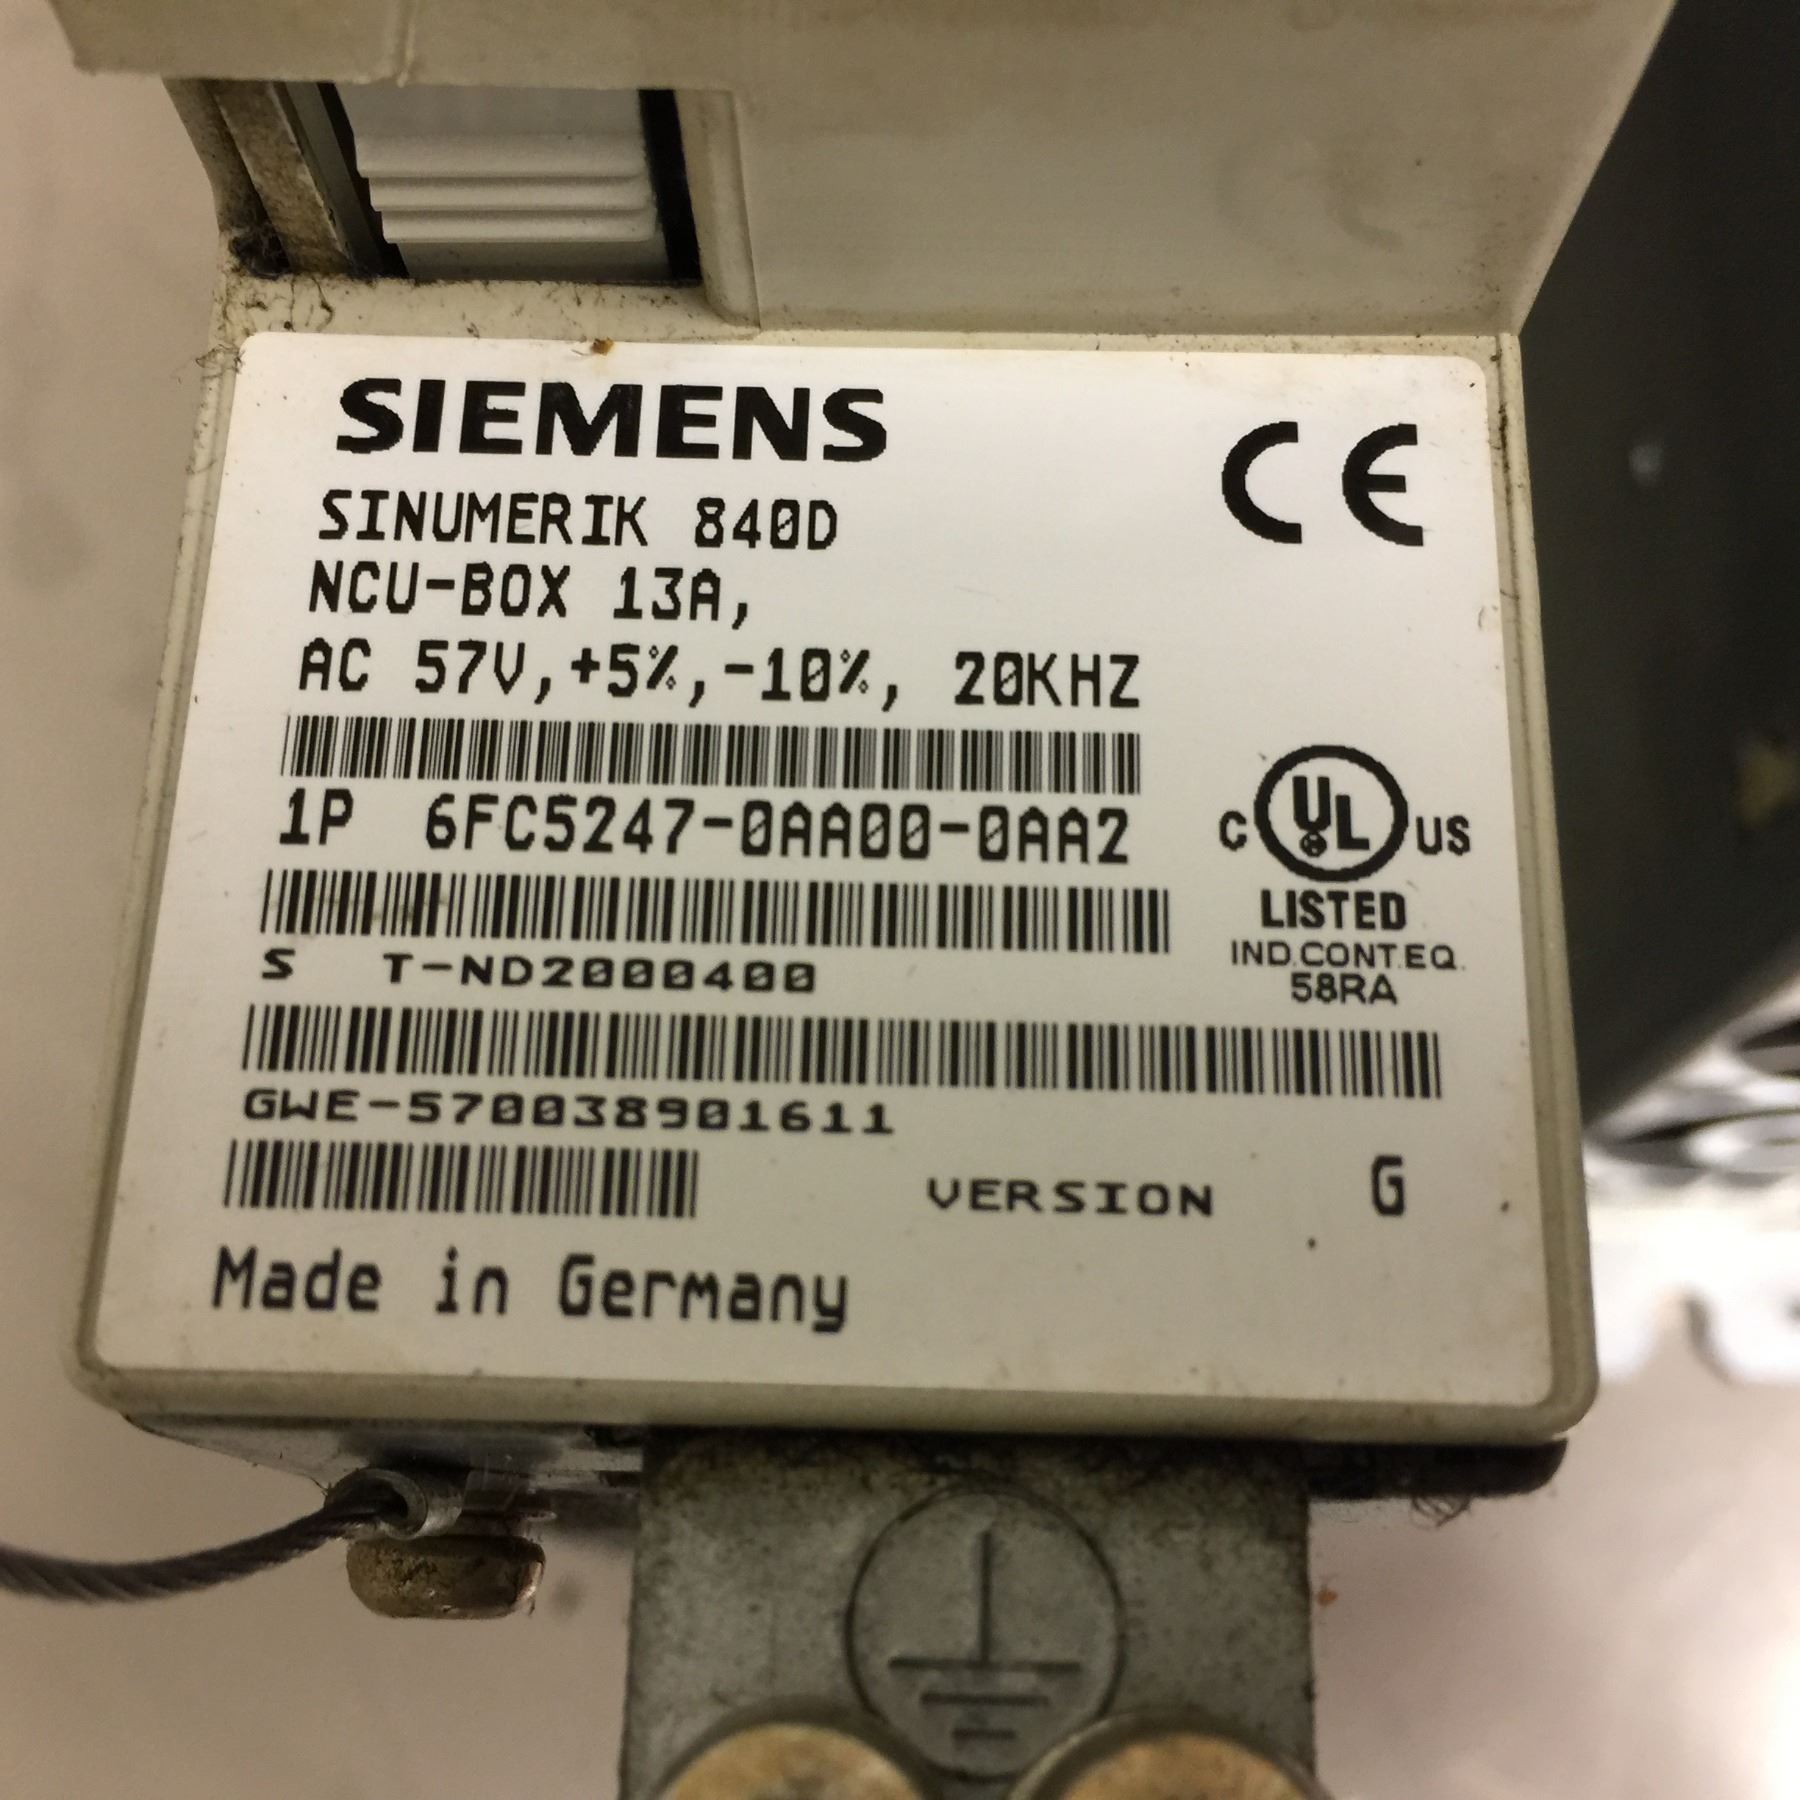 SIEMENS
CE
SINUMERIK 840D
NCU-BOX 13A,
AC 57V,+5%,-10%, 20KHZ
1P 6FC5247-0AA00-0AA2
C UL US
LISTED
IND.CONT.EQ.
58RA
S T-ND2000400
GWE-570038901611
VERSION G
Made in Germany